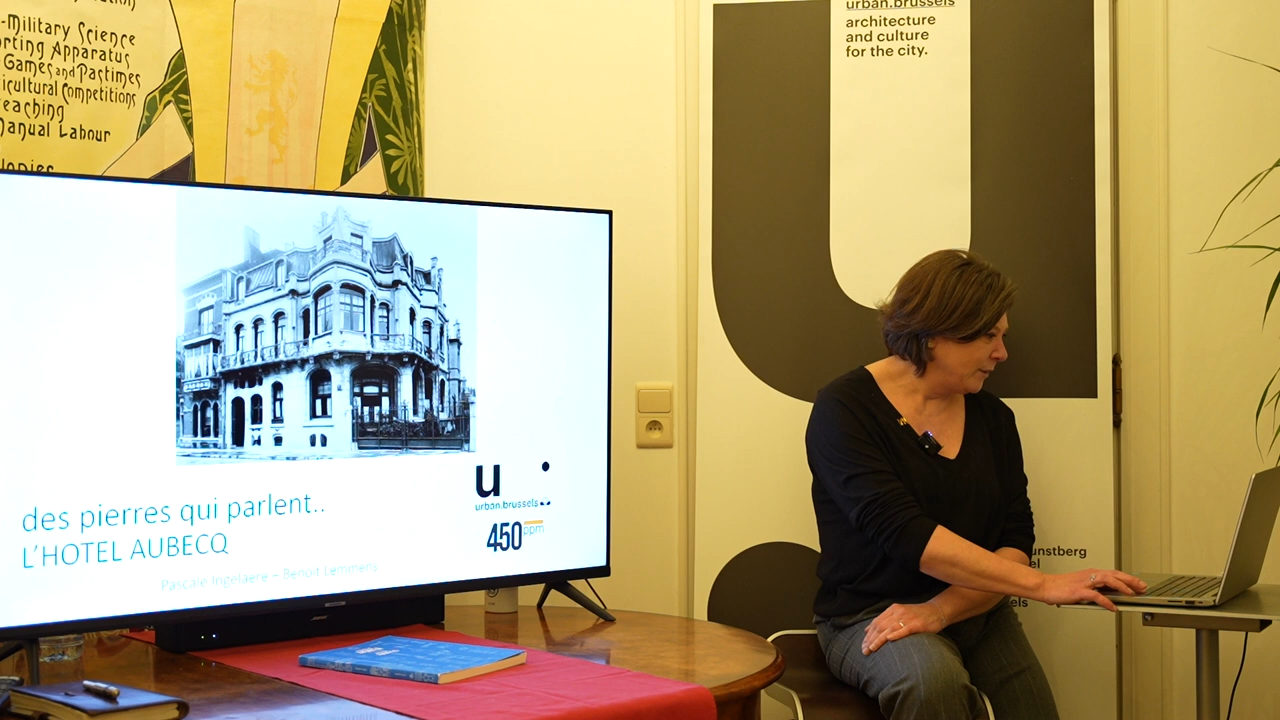 -Military Science
orting Apparatus
Games and Pastimes
icultural Competitions
eaching
Manual Labour
urban.brussels
architecture
and culture
for the city.
u
des pierres qui parlent..
L'HOTEL AUBECQ
Pascale Ingelaere – Benoit Lemmens
u
urban.brussels
450 ppm
unstberg
el
els